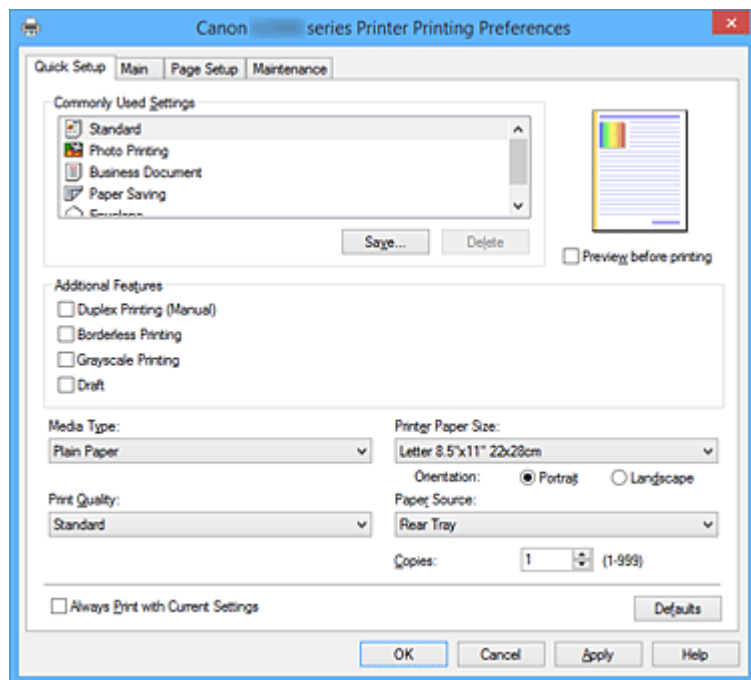 Canon series Printer Printing Preferences
Quick Setup Main Page Setup Maintenance
Commonly Used Settings
Standard
Photo Printing
Business Document
Paper Saving
Envelope
Save... Delete
Preview before printing
Additional Features
Duplex Printing (Manual)
Borderless Printing
Grayscale Printing
Draft
Media Type: Printer Paper Size:
Plain Paper Letter 8.5"x11" 22x28cm
Orientation: Portrait Landscape
Print Quality: Paper Source:
Standard Rear Tray
Copies: 1 (1-999)
Always Print with Current Settings Defaults
OK Cancel Apply Help